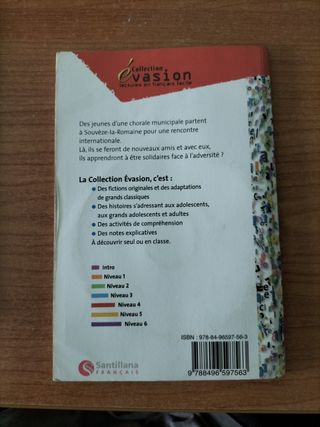 Collection
évasion
lectures en français facile
Des jeunes d'une chorale municipale partent
à Souvèze-la-Romaine pour une rencontre
internationale.
Là, ils se feront de nouveaux amis et avec eux,
ils apprendront à être solidaires face à l'adversité ?
La Collection Évasion, c'est :
• Des fictions originales et des adaptations
de grands classiques
• Des histoires s'adressant aux adolescents,
aux grands adolescents et adultes
• Des activités de compréhension
• Des notes explicatives
À découvrir seul ou en classe.
Intro
Niveau 1
Niveau 2
Niveau 3
Niveau 4
Niveau 5
Niveau 6
ISBN : 978-84-96597-56-3
9 788496 597563
Santillana
FRANÇAIS